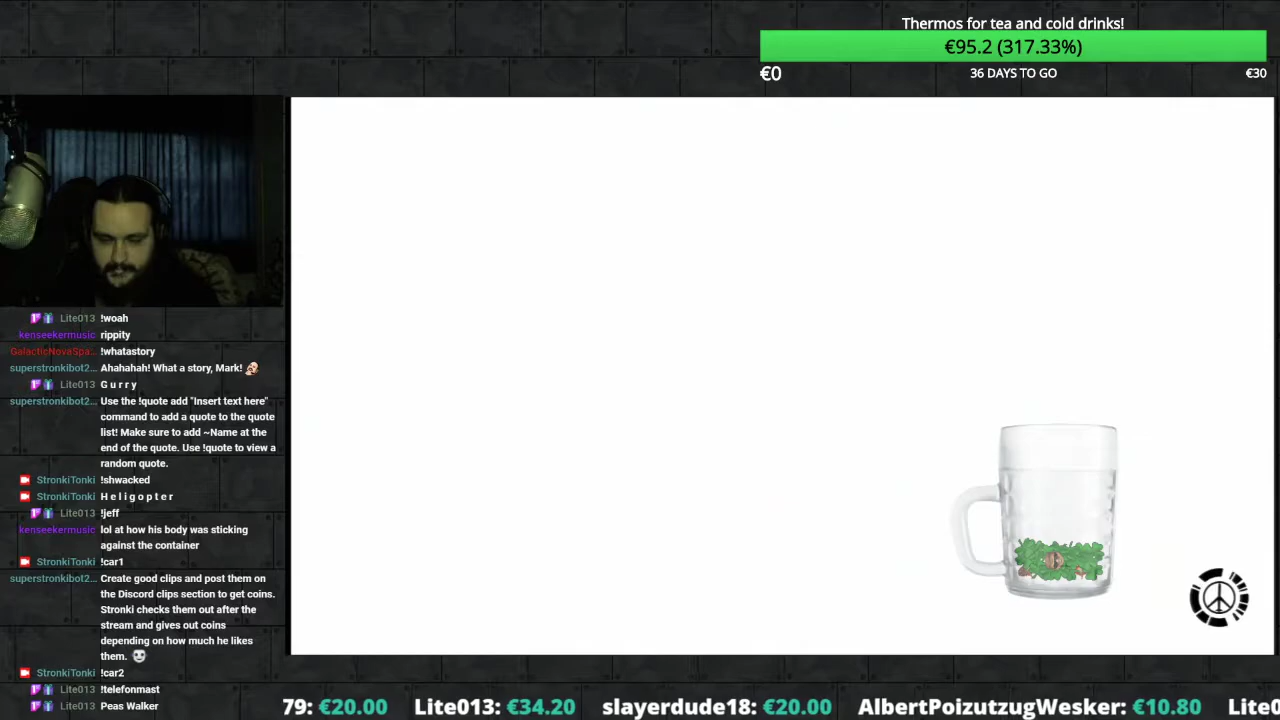 Thermos for tea and cold drinks!
€95.2 (317.33%)
€0 36 DAYS TO GO €30
Lite013 !woah
kenseekermusic rippity
GalacticNovaSpa... !whatastory
superstronkibot2... Ahahahah! What a story, Mark!
Lite013 G u r r y
superstronkibot2... Use the !quote add "Insert text here"
command to add a quote to the quote
list! Make sure to add ~Name at the
end of the quote. Use !quote to view a
random quote.
StronkiTonki !shwacked
StronkiTonki H e l i g o p t e r
Lite013 !jeff
kenseekermusic lol at how his body was sticking
against the container
StronkiTonki !car1
superstronkibot2... Create good clips and post them on
the Discord clips section to get coins.
Stronki checks them out after the
stream and gives out coins
depending on how much he likes
them.
StronkiTonki !car2
Lite013 !telefonmast
Lite013 Peas Walker
79: €20.00 Lite013: €34.20 slayerdude18: €20.00 AlbertPoizutzugWesker: €10.80 Lite0